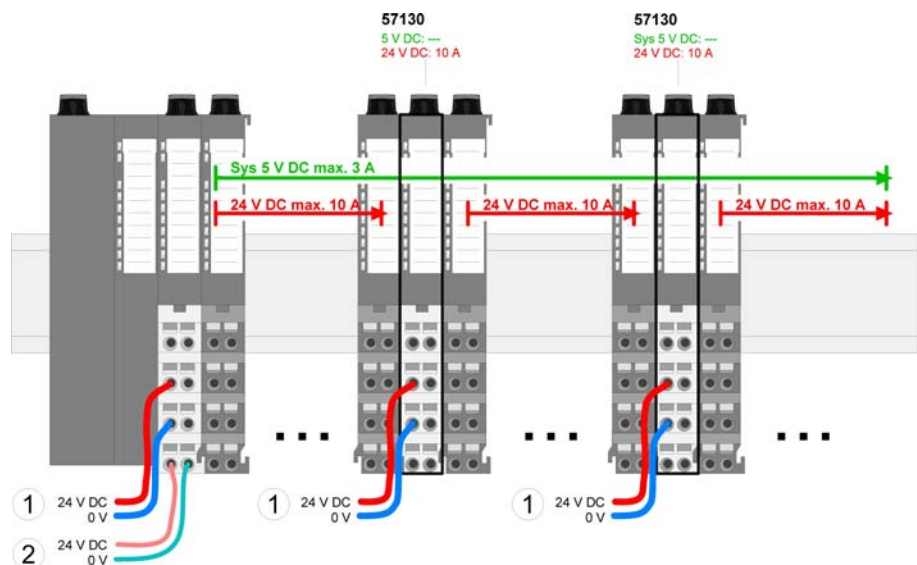 57130
5 V DC: ---
24 V DC: 10 A
57130
Sys 5 V DC: ---
24 V DC: 10 A
Sys 5 V DC max. 3 A
24 V DC max. 10 A
24 V DC max. 10 A
24 V DC max. 10 A
1
24 V DC
0 V
1
24 V DC
0 V
1
24 V DC
0 V
2
24 V DC
0 V